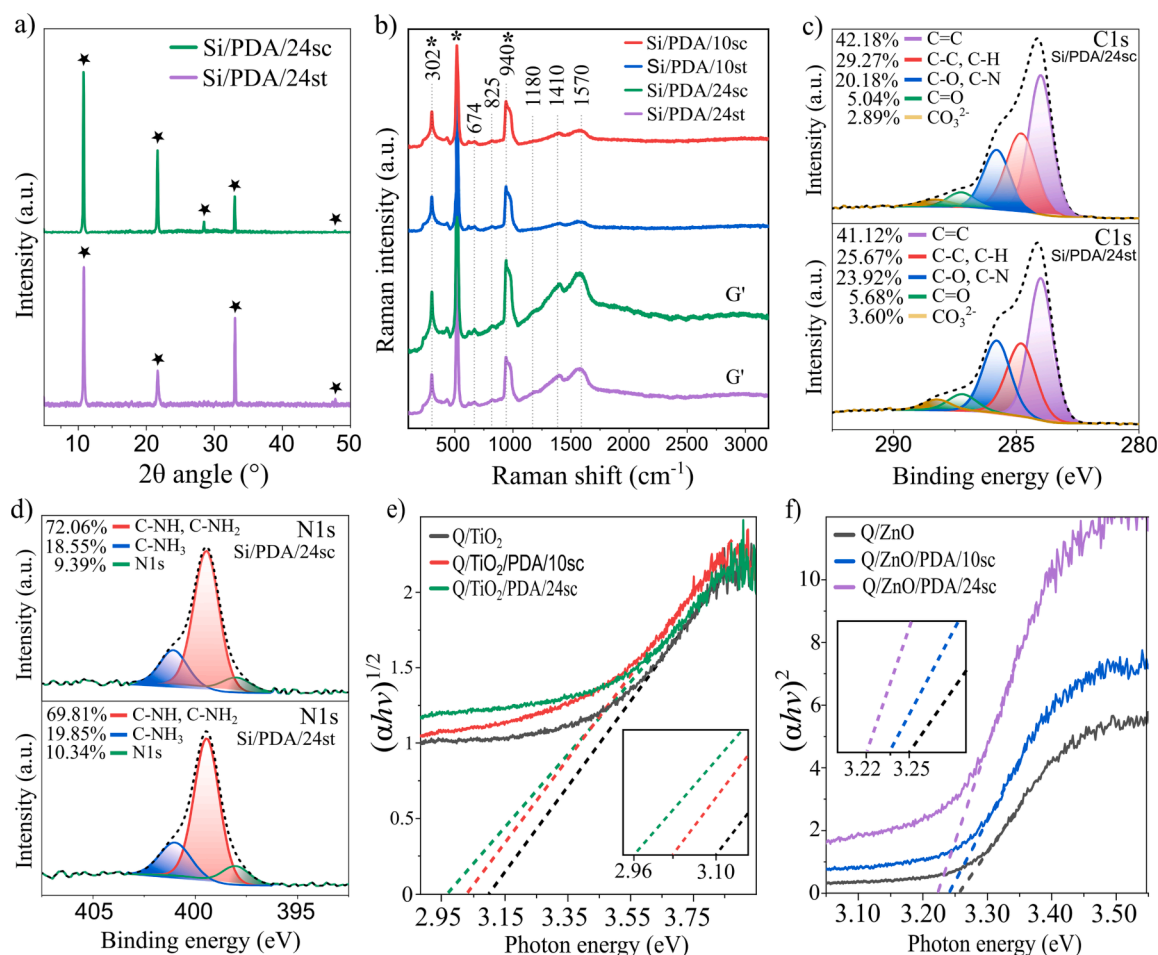 a)
Si/PDA/24sc
Si/PDA/24st
Intensity (a.u.)
5 10 20 30 40 50
2θ angle (°)
b)
302*
*
674
825
940*
1180
1410
1570
Si/PDA/10sc
Si/PDA/10st
Si/PDA/24sc
Si/PDA/24st
G'
G'
Raman intensity (a.u.)
500 1000 1500 2000 2500 3000
Raman shift (cm-1)
c)
42.18% C=C
29.27% C-C, C-H
20.18% C-O, C-N
5.04% C=O
2.89% CO₃²⁻
C1s
Si/PDA/24sc
Intensity (a.u.)
41.12% C=C
25.67% C-C, C-H
23.92% C-O, C-N
5.68% C=O
3.60% CO₃²⁻
C1s
Si/PDA/24st
Intensity (a.u.)
290 285 280
Binding energy (eV)
d)
72.06% C-NH, C-NH₂
18.55% C-NH₃
9.39% N1s
N1s
Si/PDA/24sc
Intensity (a.u.)
69.81% C-NH, C-NH₂
19.85% C-NH₃
10.34% N1s
N1s
Si/PDA/24st
Intensity (a.u.)
405 400 395
Binding energy (eV)
e)
Q/TiO₂
Q/TiO₂/PDA/10sc
Q/TiO₂/PDA/24sc
(αhν)1/2
2
1.5
1
0.5
0
2.96 3.10
2.95 3.15 3.35 3.55 3.75
Photon energy (eV)
f)
Q/ZnO
Q/ZnO/PDA/10sc
Q/ZnO/PDA/24sc
(αhν)2
10
8
6
4
2
0
3.22 3.25
3.10 3.20 3.30 3.40 3.50
Photon energy (eV)